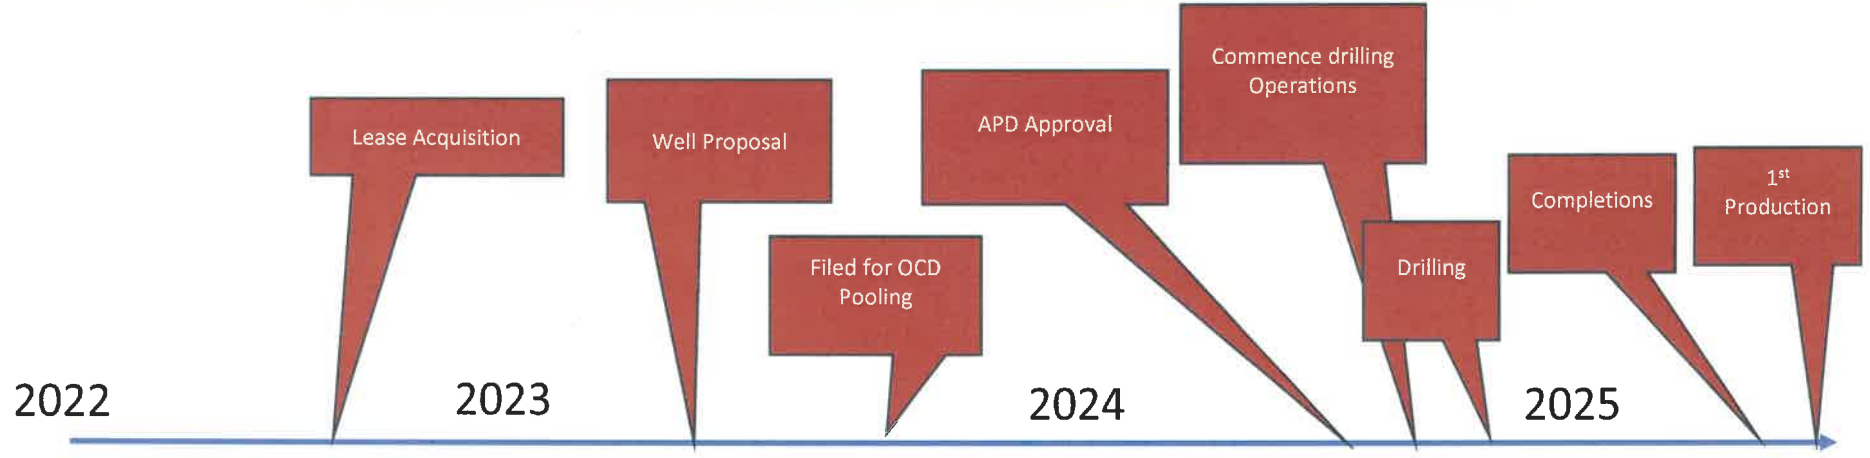 Lease Acquisition
Well Proposal
Filed for OCD
Pooling
APD Approval
Commence drilling
Operations
Drilling
Completions
1st
Production
2022
2023
2024
2025